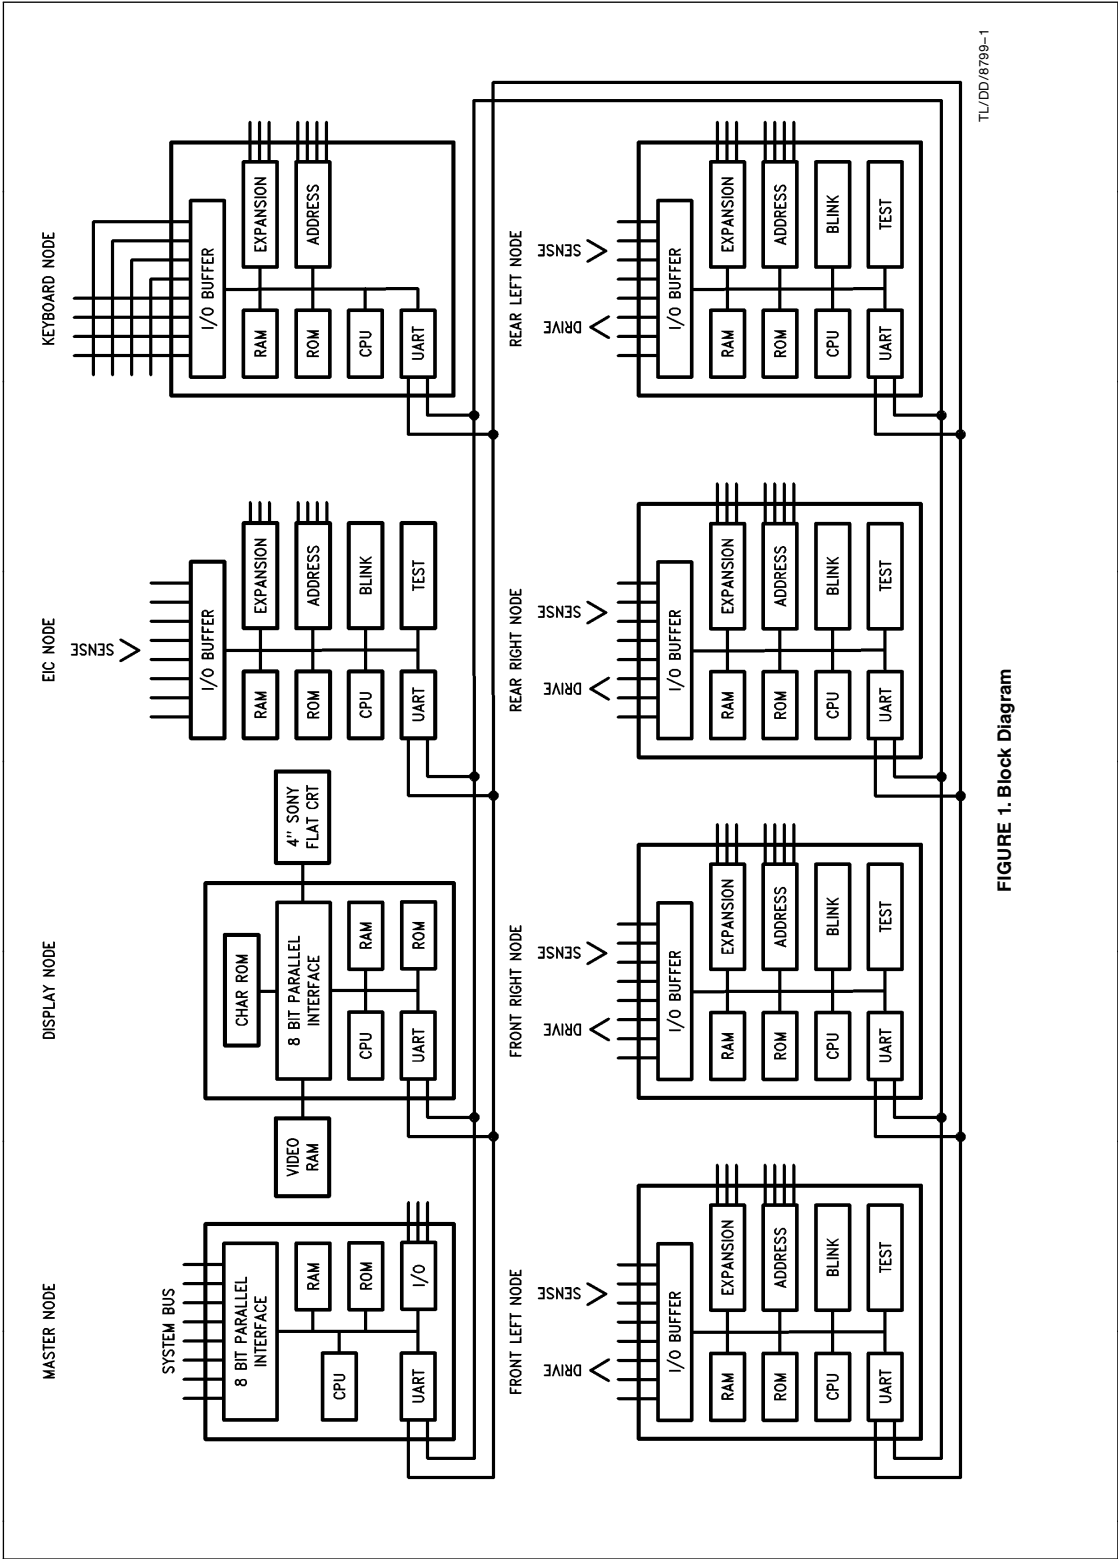 MASTER NODE
SYSTEM BUS
8 BIT PARALLEL
INTERFACE
CPU
RAM
ROM
UART
I/O
DISPLAY NODE
VIDEO
RAM
CHAR ROM
8 BIT PARALLEL
INTERFACE
4" SONY
FLAT CRT
CPU
RAM
UART
ROM
EIC NODE
SENSE
I/O BUFFER
RAM
EXPANSION
ROM
ADDRESS
CPU
BLINK
UART
TEST
KEYBOARD NODE
I/O BUFFER
RAM
EXPANSION
ROM
ADDRESS
CPU
UART
FRONT LEFT NODE
DRIVE
SENSE
I/O BUFFER
RAM
EXPANSION
ROM
ADDRESS
CPU
BLINK
UART
TEST
FRONT RIGHT NODE
DRIVE
SENSE
I/O BUFFER
RAM
EXPANSION
ROM
ADDRESS
CPU
BLINK
UART
TEST
REAR RIGHT NODE
DRIVE
SENSE
I/O BUFFER
RAM
EXPANSION
ROM
ADDRESS
CPU
BLINK
UART
TEST
REAR LEFT NODE
DRIVE
SENSE
I/O BUFFER
RAM
EXPANSION
ROM
ADDRESS
CPU
BLINK
UART
TEST
TL/DD/8799–1
FIGURE 1. Block Diagram